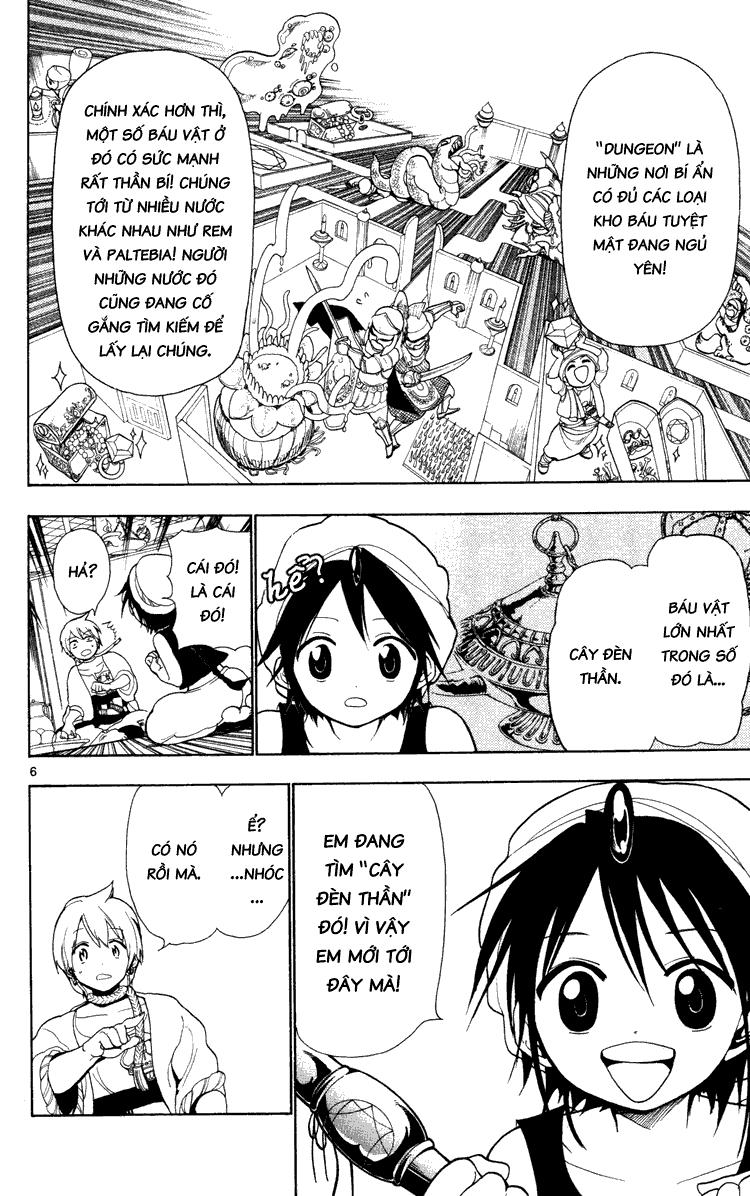 "DUNGEON" LÀ
NHỮNG NƠI BÍ ẨN
CÓ ĐỦ CÁC LOẠI
KHO BÁU TUYỆT
MẬT ĐANG NGỦ
YÊN!
CHÍNH XÁC HƠN THÌ,
MỘT SỐ BÁU VẬT Ở
ĐÓ CÓ SỨC MẠNH
RẤT THẦN BÍ! CHÚNG
TỚI TỪ NHIỀU NƯỚC
KHÁC NHAU NHƯ REM
VÀ PALTEBIA! NGƯỜI
NHỮNG NƯỚC ĐÓ
CŨNG ĐANG CỐ
GẮNG TÌM KIẾM ĐỂ
LẤY LẠI CHÚNG.
BÁU VẬT
LỚN NHẤT
TRONG SỐ
ĐÓ LÀ...
CÂY ĐÈN
THẦN.
hể?
CÁI ĐÓ!
LÀ CÁI
ĐÓ!
HẢ?
6
EM ĐANG
TÌM "CÂY
ĐÈN THẦN"
ĐÓ! VÌ VẬY
EM MỚI TỚI
ĐÂY MÀ!
Ể?
NHƯNG
...NHÓC
...
CÓ NÓ
RỒI MÀ.